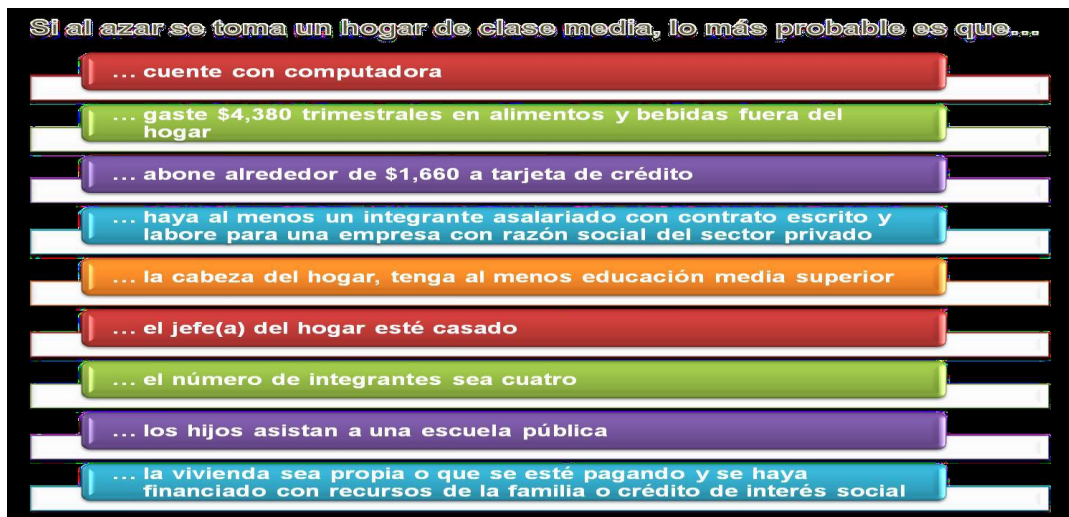 Si al azar se toma un hogar de clase media, lo más probable es que...
... cuente con computadora
... gaste $4,380 trimestrales en alimentos y bebidas fuera del
hogar
... abone alrededor de $1,660 a tarjeta de crédito
... haya al menos un integrante asalariado con contrato escrito y
labore para una empresa con razón social del sector privado
... la cabeza del hogar, tenga al menos educación media superior
... el jefe(a) del hogar esté casado
... el número de integrantes sea cuatro
... los hijos asistan a una escuela pública
... la vivienda sea propia o que se esté pagando y se haya
financiado con recursos de la familia o crédito de interés social